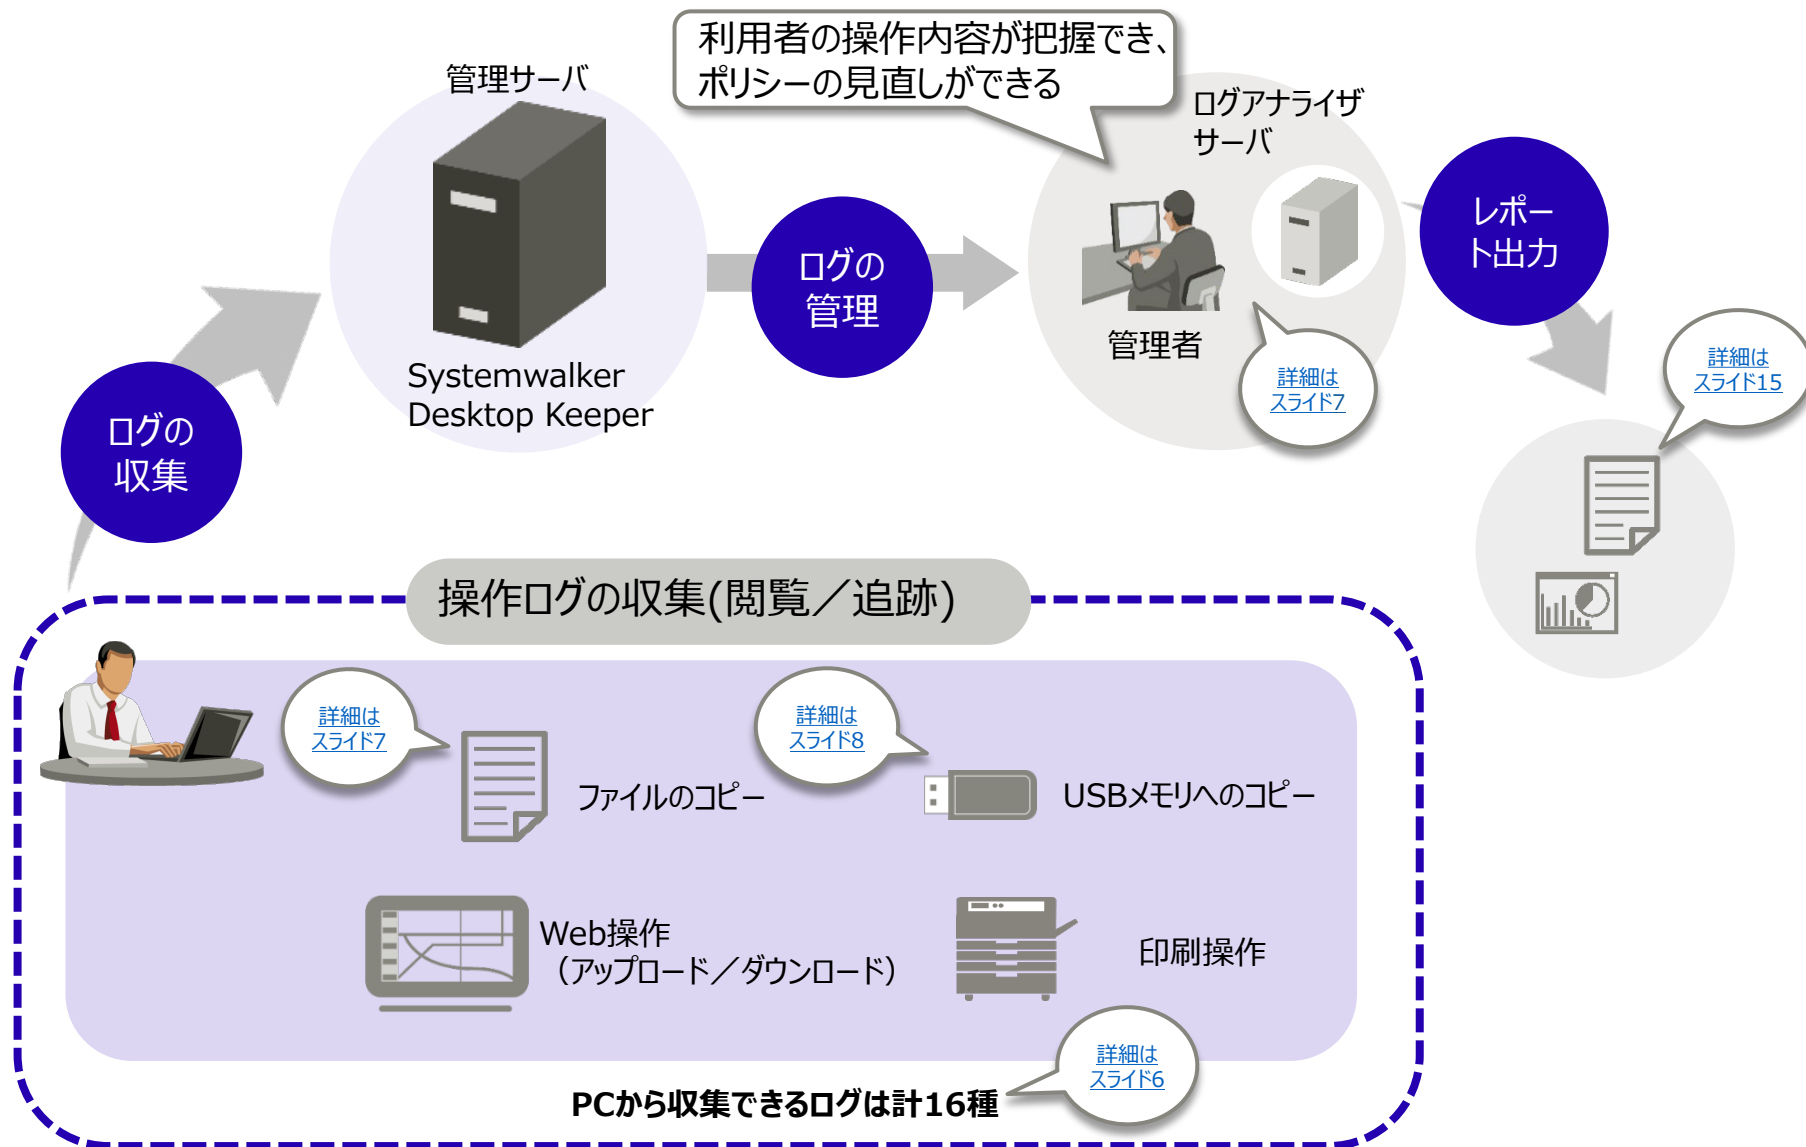 利用者の操作内容が把握でき、
ポリシーの見直しができる
管理サーバ
ログアナライザ
サーバ
レポー
ト出力
ログの
管理
管理者
Systemwalker
Desktop Keeper
詳細は
スライド7
詳細は
スライド15
ログの
収集
操作ログの収集(閲覧／追跡)
詳細は
スライド7
ファイルのコピー
詳細は
スライド8
USBメモリへのコピー
Web操作
（アップロード／ダウンロード）
印刷操作
PCから収集できるログは計16種
詳細は
スライド6